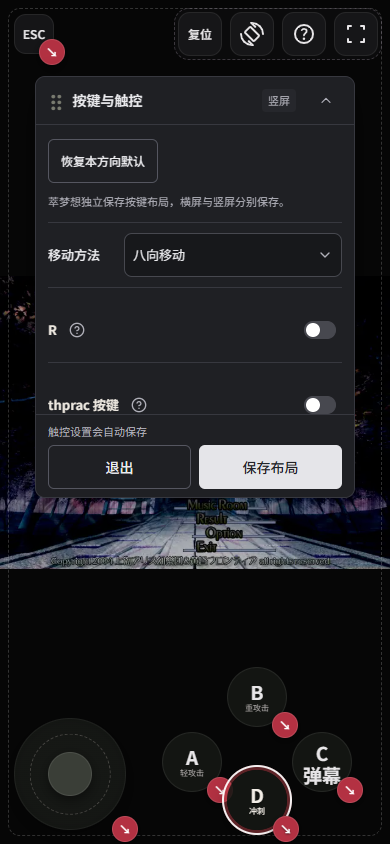 ESC
复位
按键与触控
竖屏
恢复本方向默认
萃梦想独立保存按键布局，横屏与竖屏分别保存。
移动方法
八向移动
R
thprac 按键
触控设置会自动保存
退出
保存布局
Music Room
Result
Option
Exit
B
重攻击
A
轻攻击
C
弹幕
D
冲刺